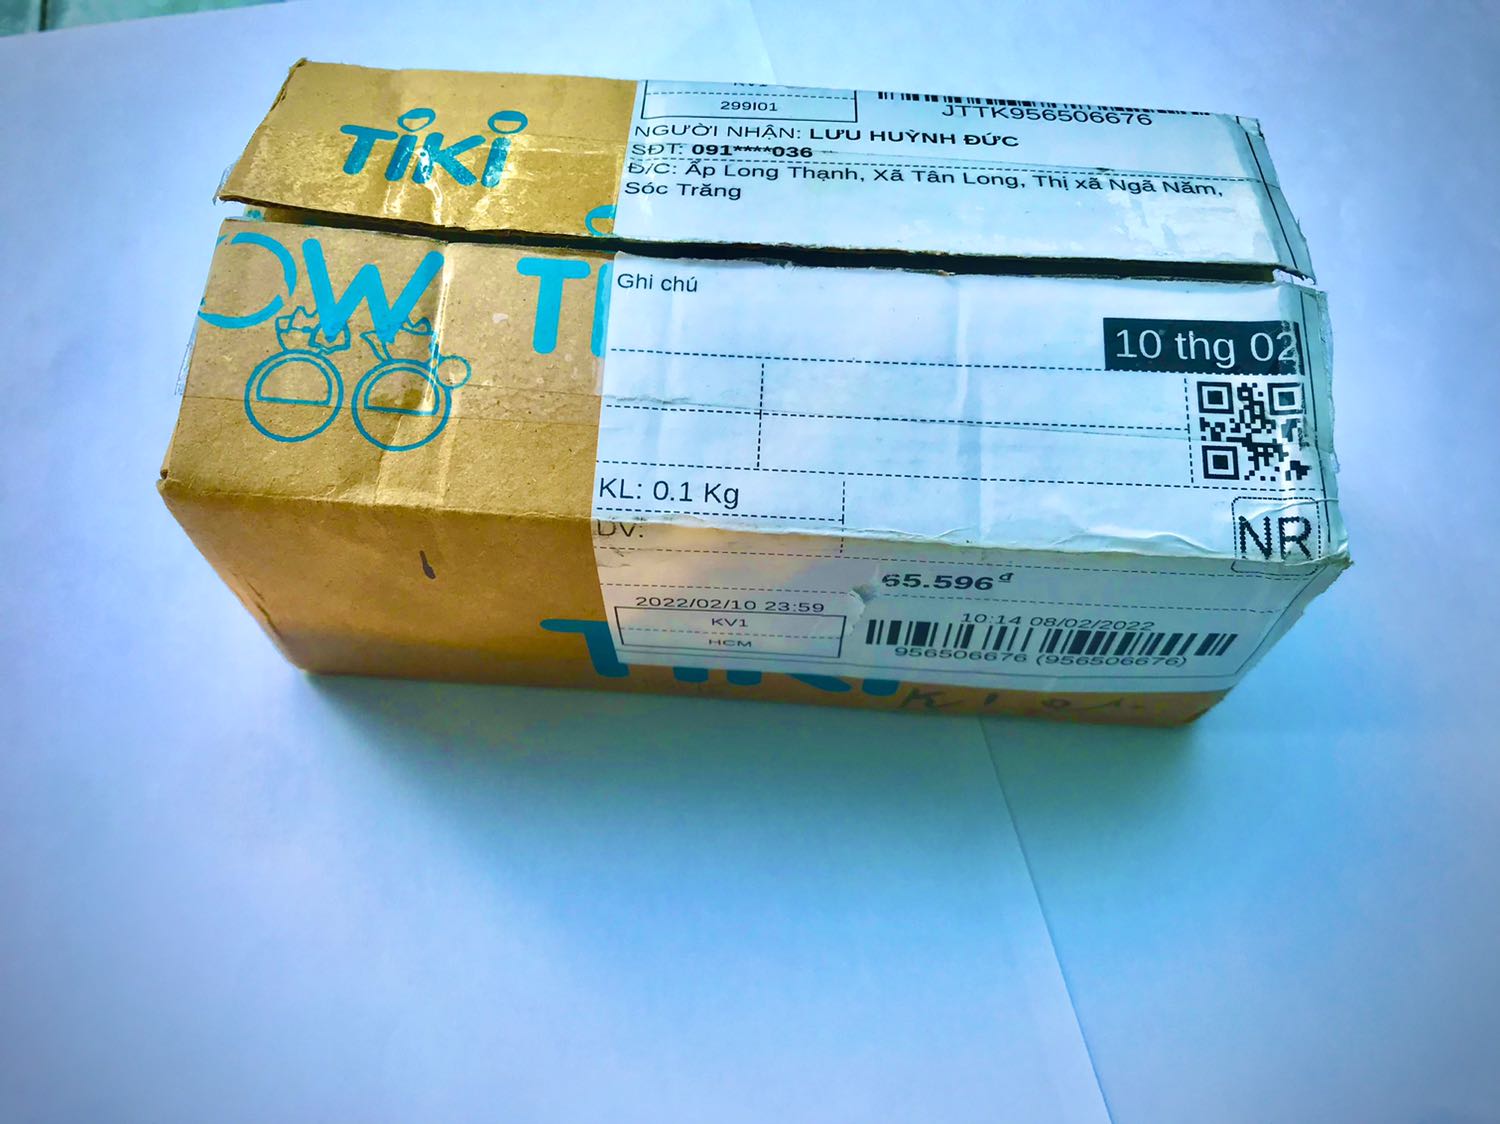 TiKi
299I01
JTTK956506676
NGƯỜI NHẬN: LƯU HUỲNH ĐỨC
SĐT: 091****036
Đ/C: Ấp Long Thạnh, Xã Tân Long, Thị xã Ngã Năm,
Sóc Trăng
OW
Ghi chú
10 thg 02
KL: 0.1 Kg
NR
DV:
65.596đ
2022/02/10 23:59
KV1
HCM
10:14 08/02/2022
956506676 (956506676)
TiKi